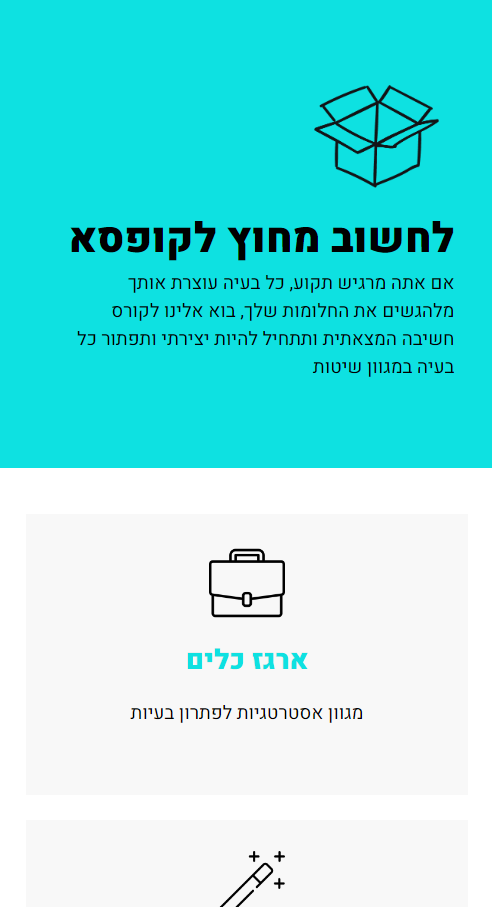 לחשוב מחוץ לקופסא
אם אתה מרגיש תקוע, כל בעיה עוצרת אותך
מלהגשים את החלומות שלך, בוא אלינו לקורס
חשיבה המצאתית ותתחיל להיות יצירתי ותפתור כל
בעיה במגוון שיטות
ארגז כלים
מגוון אסטרטגיות לפתרון בעיות